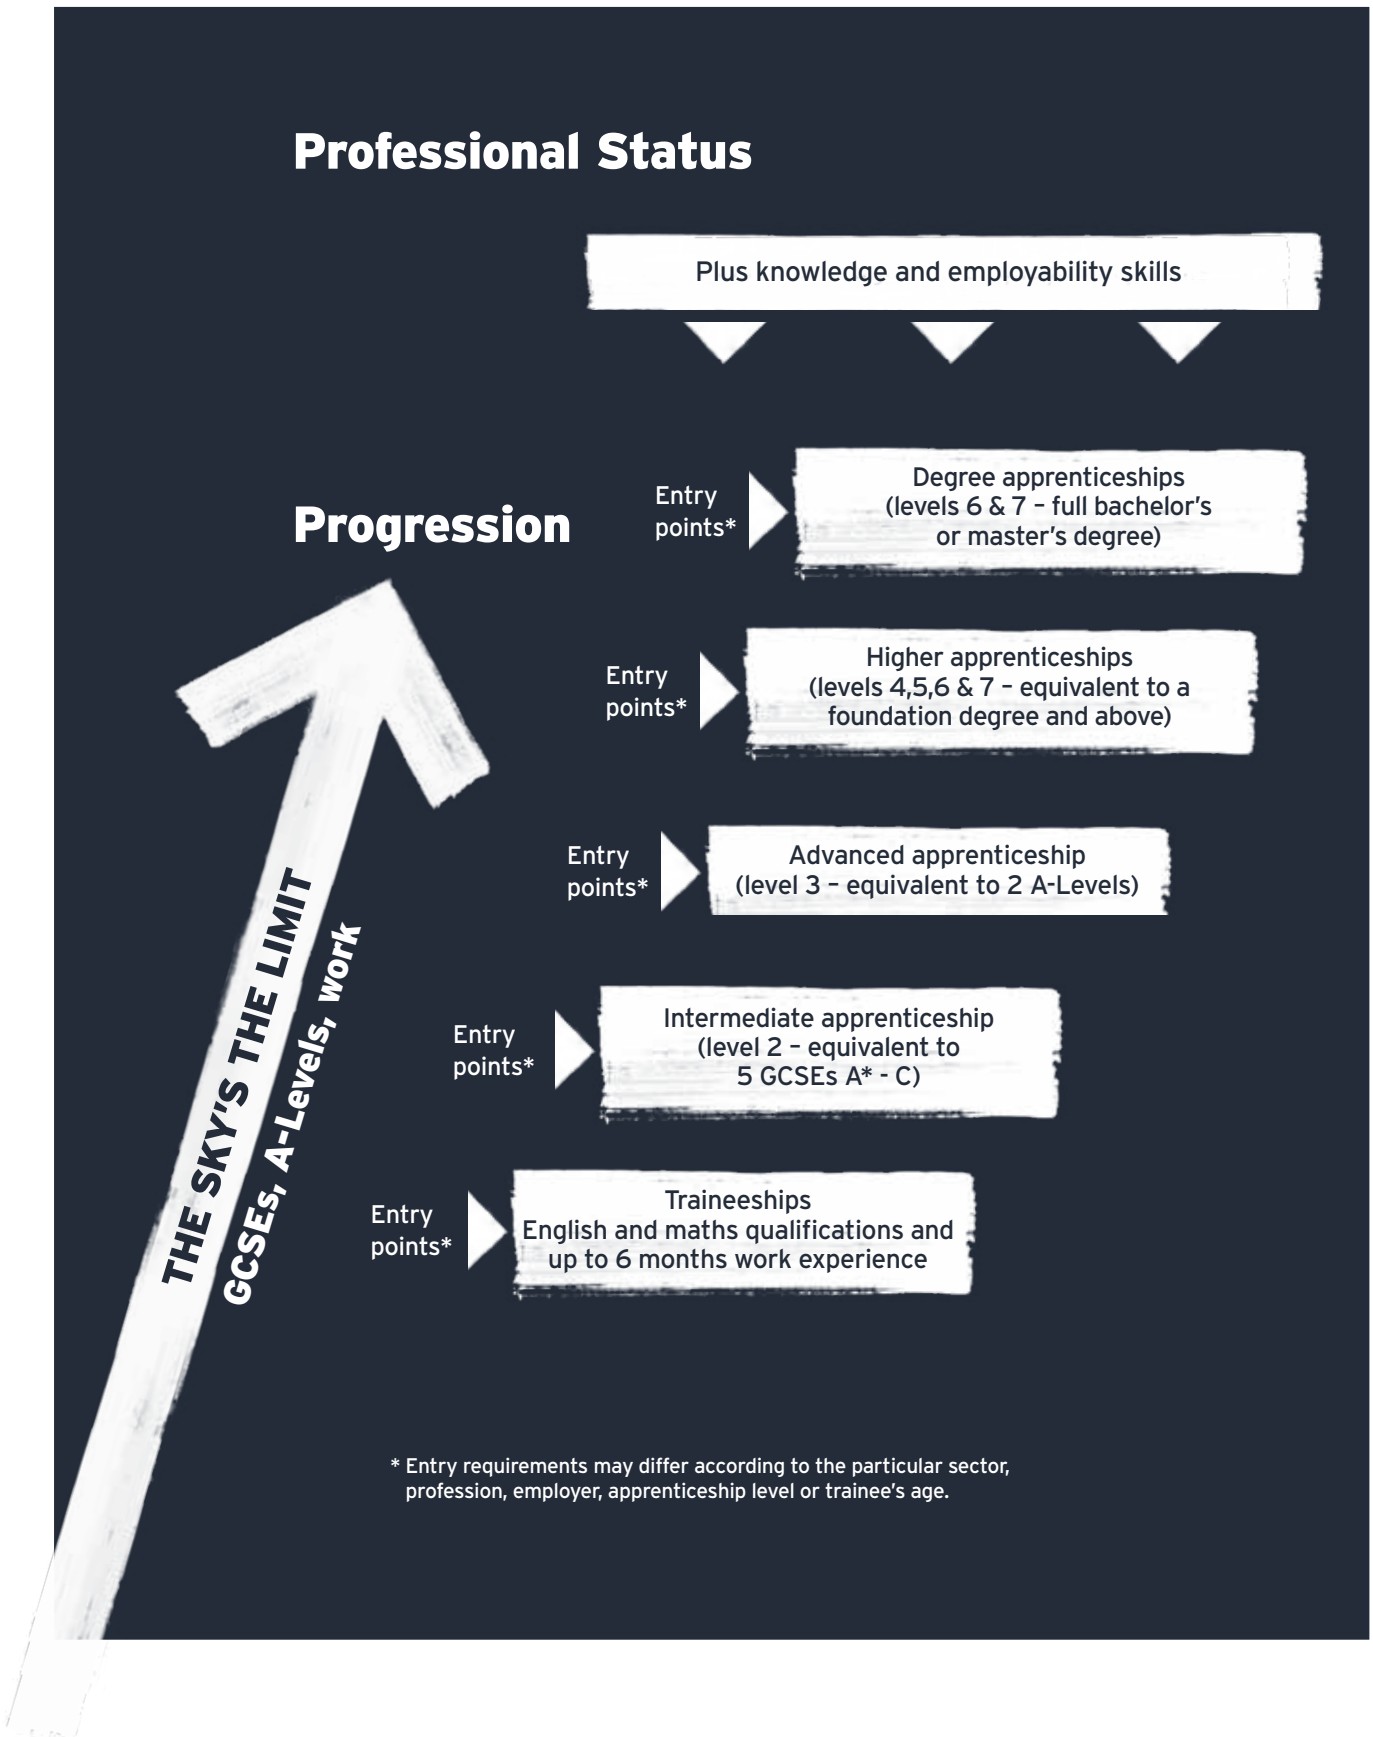 Professional Status
Plus knowledge and employability skills
Progression
Entry
points*
Degree apprenticeships
(levels 6 & 7 – full bachelor's
or master's degree)
Entry
points*
Higher apprenticeships
(levels 4,5,6 & 7 – equivalent to a
foundation degree and above)
Entry
points*
Advanced apprenticeship
(level 3 – equivalent to 2 A-Levels)
Entry
points*
Intermediate apprenticeship
(level 2 – equivalent to
5 GCSEs A* - C)
Entry
points*
Traineeships
English and maths qualifications and
up to 6 months work experience
THE SKY'S THE LIMIT
GCSEs, A-Levels, work
* Entry requirements may differ according to the particular sector,
profession, employer, apprenticeship level or trainee's age.